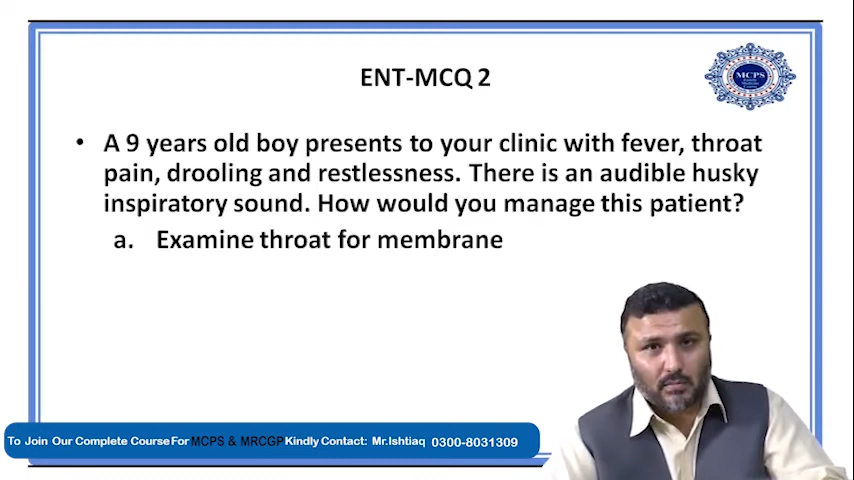 ENT-MCQ 2
MCPS
• A 9 years old boy presents to your clinic with fever, throat
pain, drooling and restlessness. There is an audible husky
inspiratory sound. How would you manage this patient?
a. Examine throat for membrane
To Join Our Complete Course For MCPS & MRCGP Kindly Contact: Mr.Ishtiaq 0300-8031309